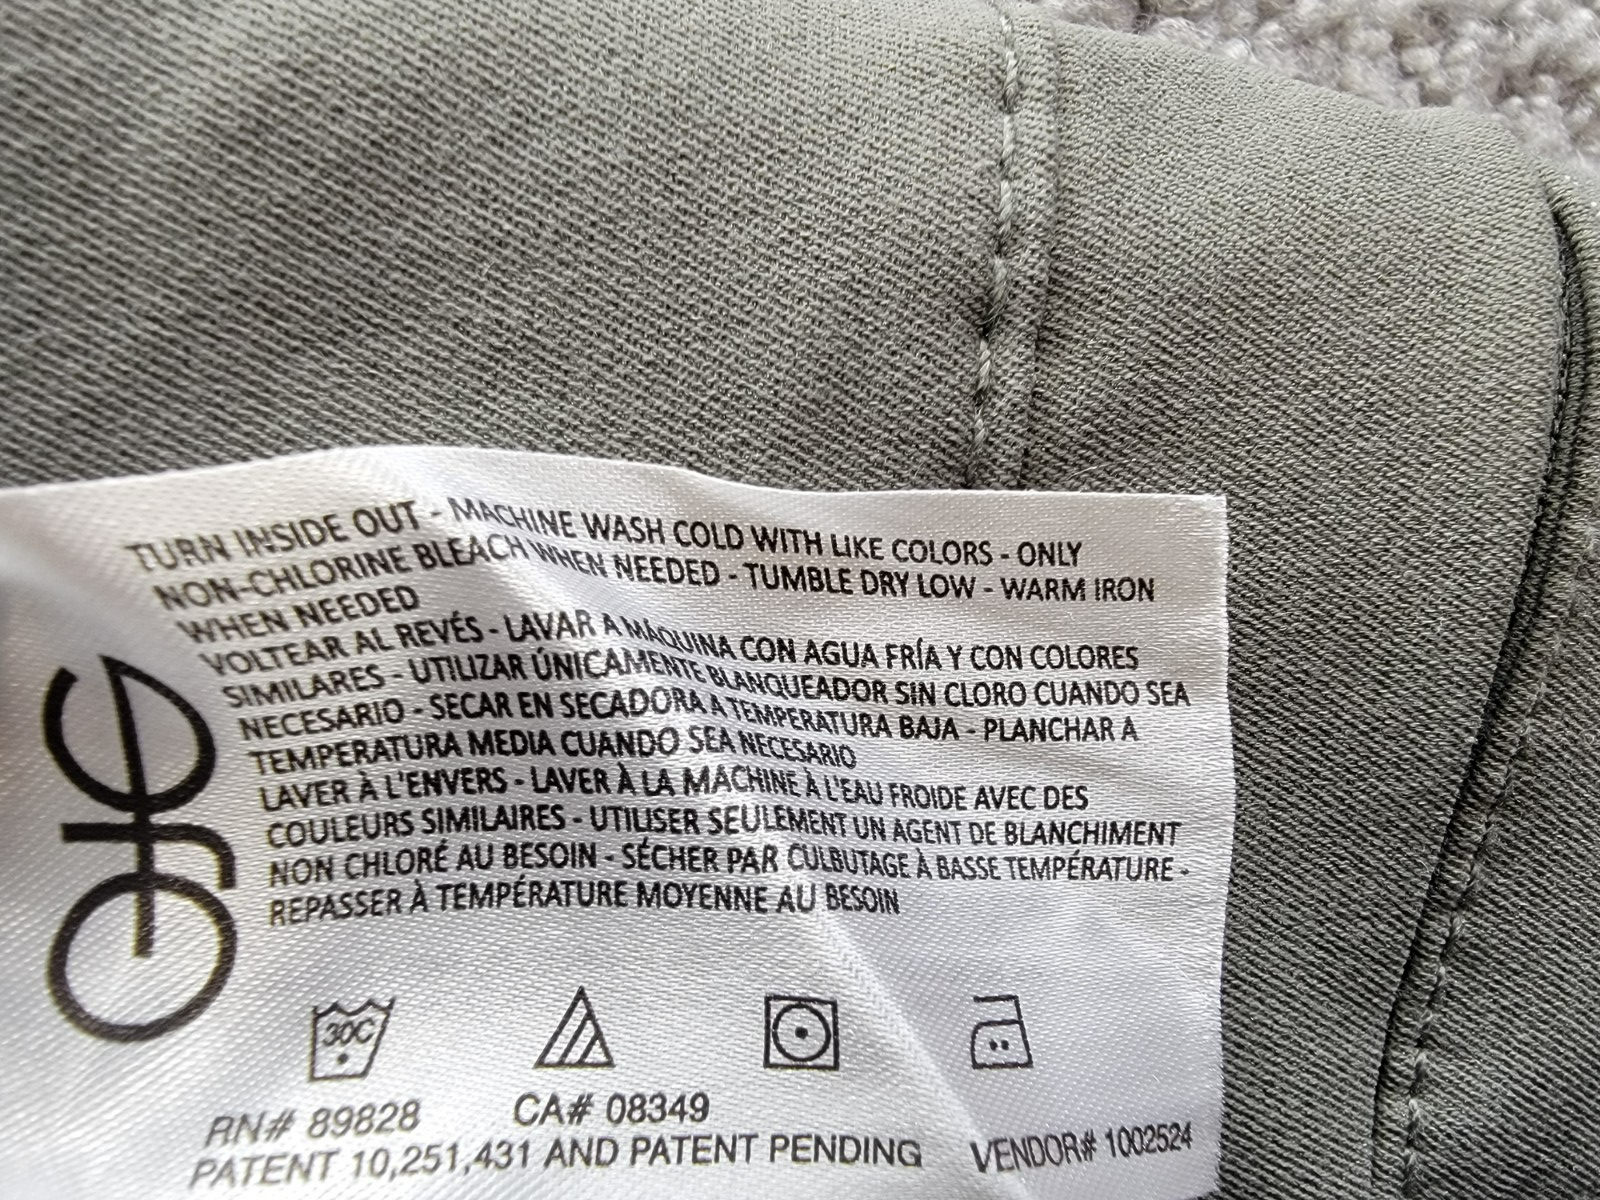 TURN INSIDE OUT - MACHINE WASH COLD WITH LIKE COLORS - ONLY
NON-CHLORINE BLEACH WHEN NEEDED - TUMBLE DRY LOW - WARM IRON
WHEN NEEDED
VOLTEAR AL REVÉS - LAVAR A MÁQUINA CON AGUA FRÍA Y CON COLORES
SIMILARES - UTILIZAR ÚNICAMENTE BLANQUEADOR SIN CLORO CUANDO SEA
NECESARIO - SECAR EN SECADORA A TEMPERATURA BAJA - PLANCHAR A
TEMPERATURA MEDIA CUANDO SEA NECESARIO
LAVER À L'ENVERS - LAVER À LA MACHINE À L'EAU FROIDE AVEC DES
COULEURS SIMILAIRES - UTILISER SEULEMENT UN AGENT DE BLANCHIMENT
NON CHLORÉ AU BESOIN - SÉCHER PAR CULBUTAGE À BASSE TEMPÉRATURE -
REPASSER À TEMPÉRATURE MOYENNE AU BESOIN
30C
RN# 89828 CA# 08349
PATENT 10,251,431 AND PATENT PENDING VENDOR# 1002524